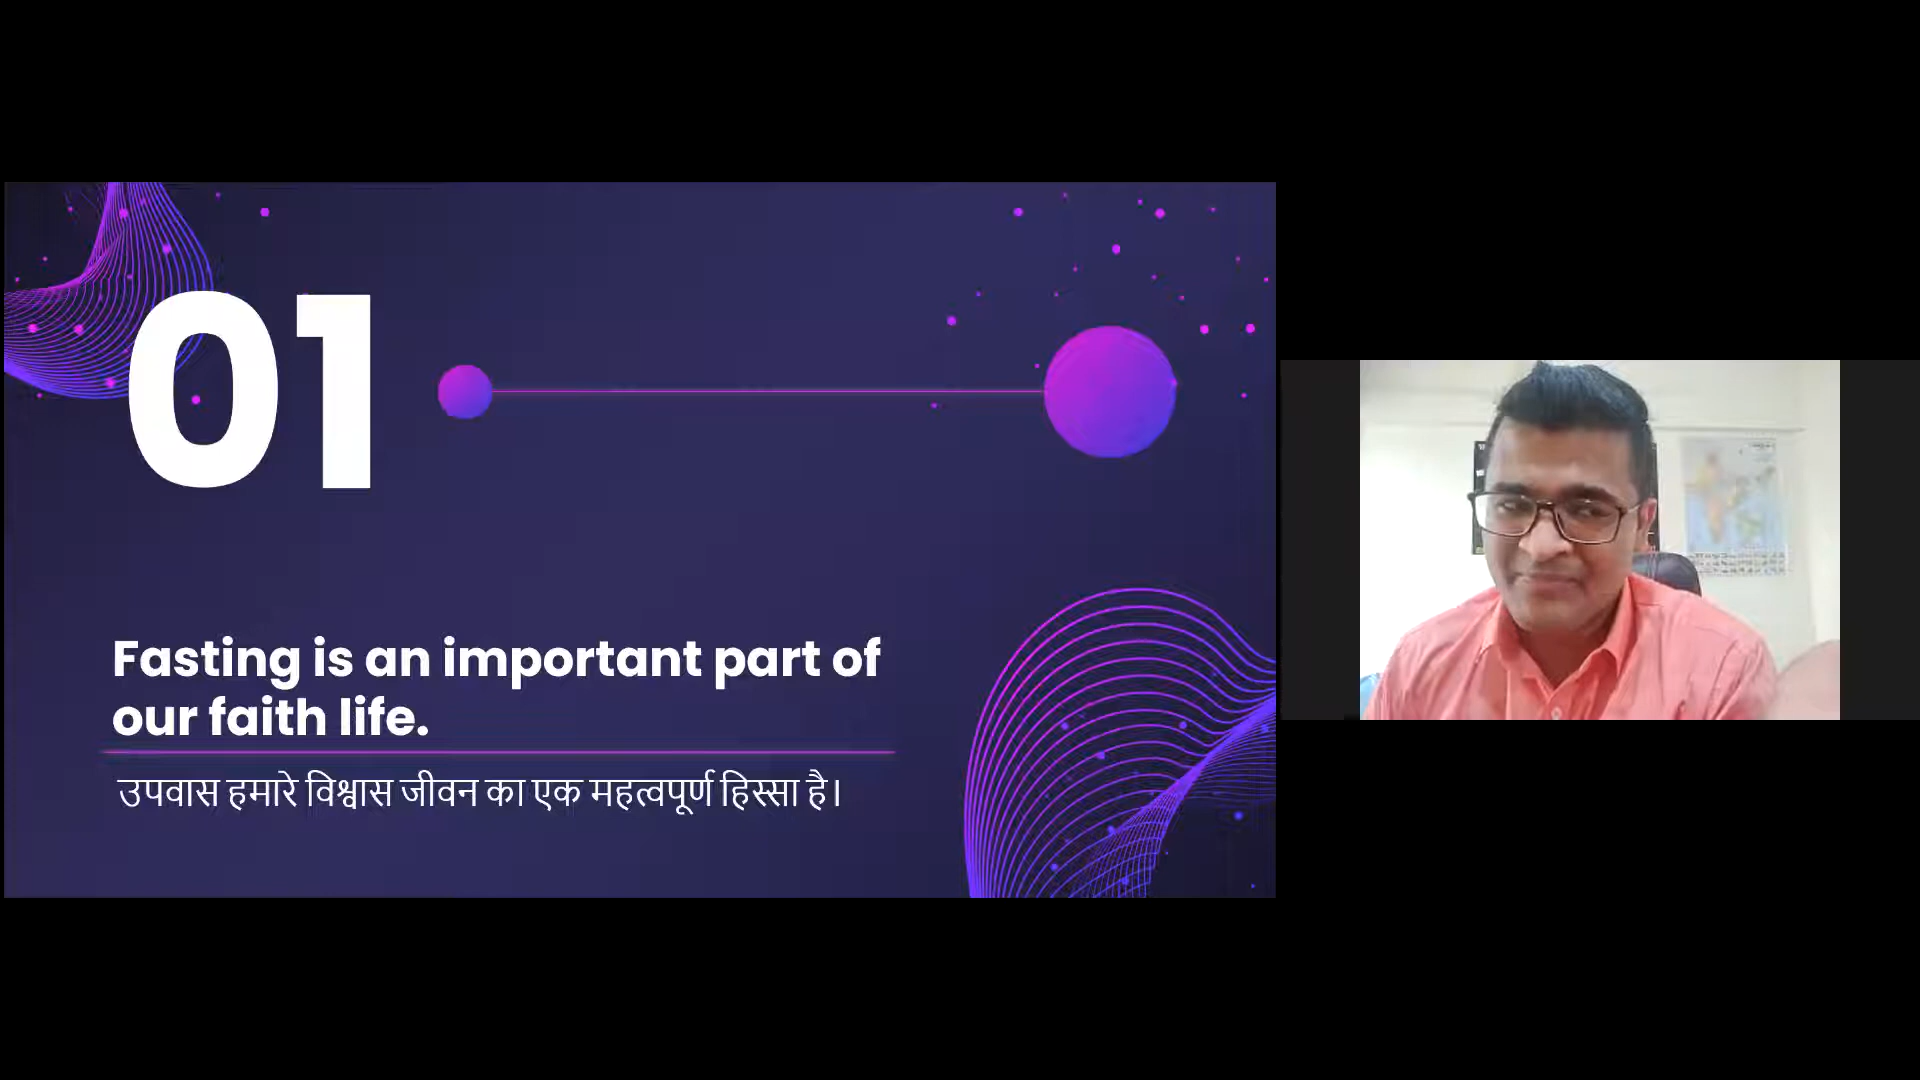 01
Fasting is an important part of
our faith life.
उपवास हमारे विश्वास जीवन का एक महत्वपूर्ण हिस्सा है।